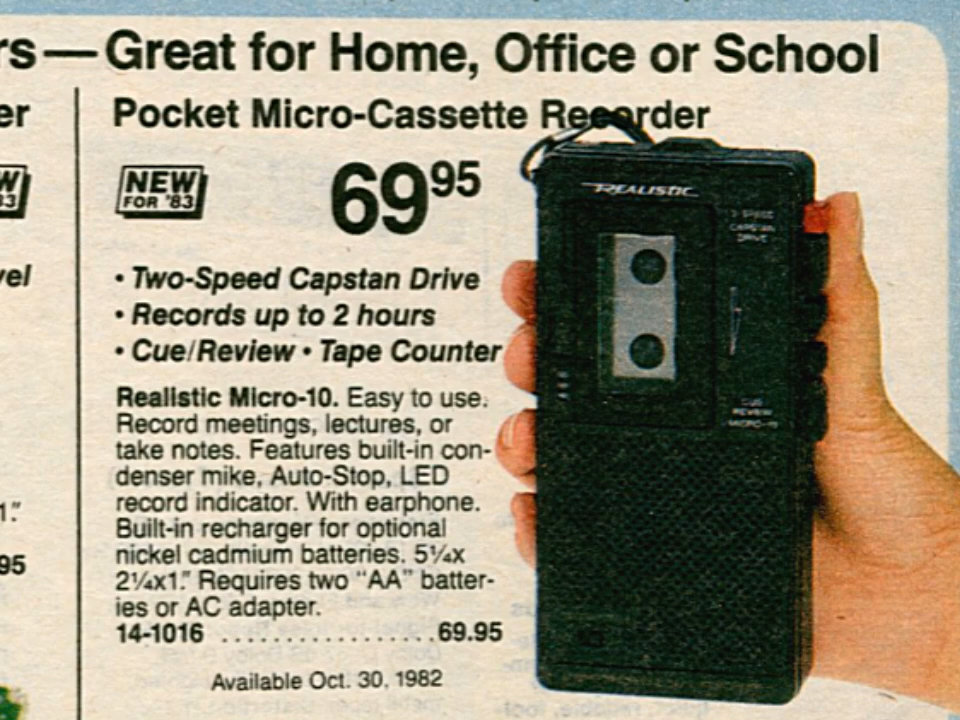 rs—Great for Home, Office or School
er
Pocket Micro-Cassette Recorder
NEW
FOR '83
69⁹⁵
vel
• Two-Speed Capstan Drive
• Records up to 2 hours
• Cue/Review • Tape Counter
Realistic Micro-10. Easy to use.
Record meetings, lectures, or
take notes. Features built-in con-
denser mike, Auto-Stop, LED
record indicator. With earphone.
Built-in recharger for optional
nickel cadmium batteries. 5¼x
2¼x1." Requires two "AA" batter-
ies or AC adapter.
14-1016 ..................69.95
Available Oct. 30, 1982
W
83
1."
95
REALISTIC
2 SPEED
CAPSTAN
DRIVE
CUE
REVIEW
MICRO-10